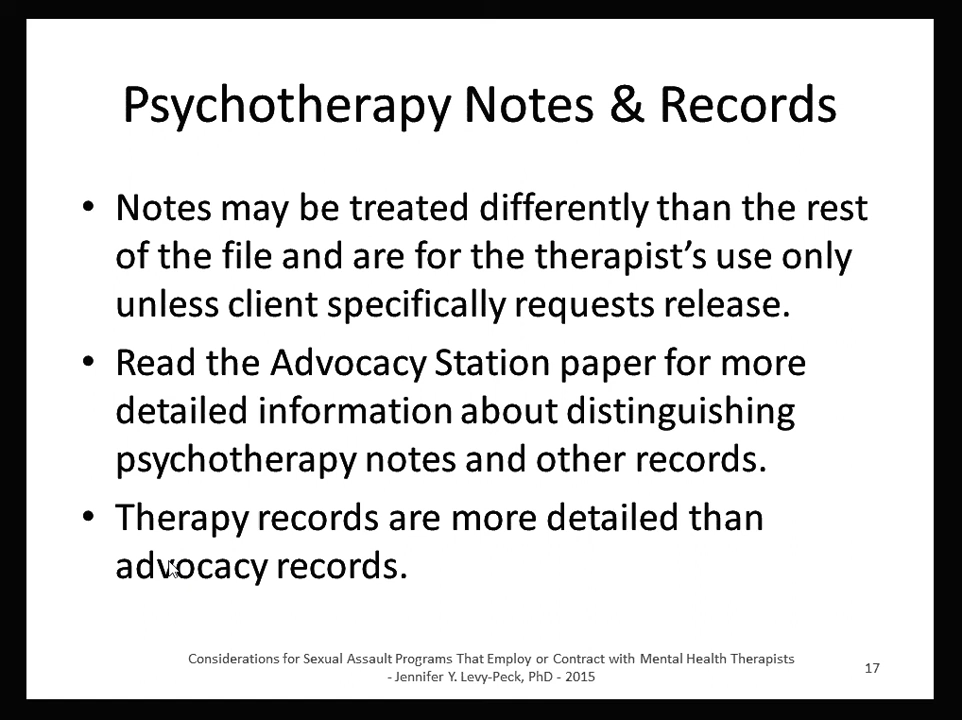 Psychotherapy Notes & Records
• Notes may be treated differently than the rest
of the file and are for the therapist's use only
unless client specifically requests release.
• Read the Advocacy Station paper for more
detailed information about distinguishing
psychotherapy notes and other records.
• Therapy records are more detailed than
advocacy records.
Considerations for Sexual Assault Programs That Employ or Contract with Mental Health Therapists
- Jennifer Y. Levy-Peck, PhD - 2015
17